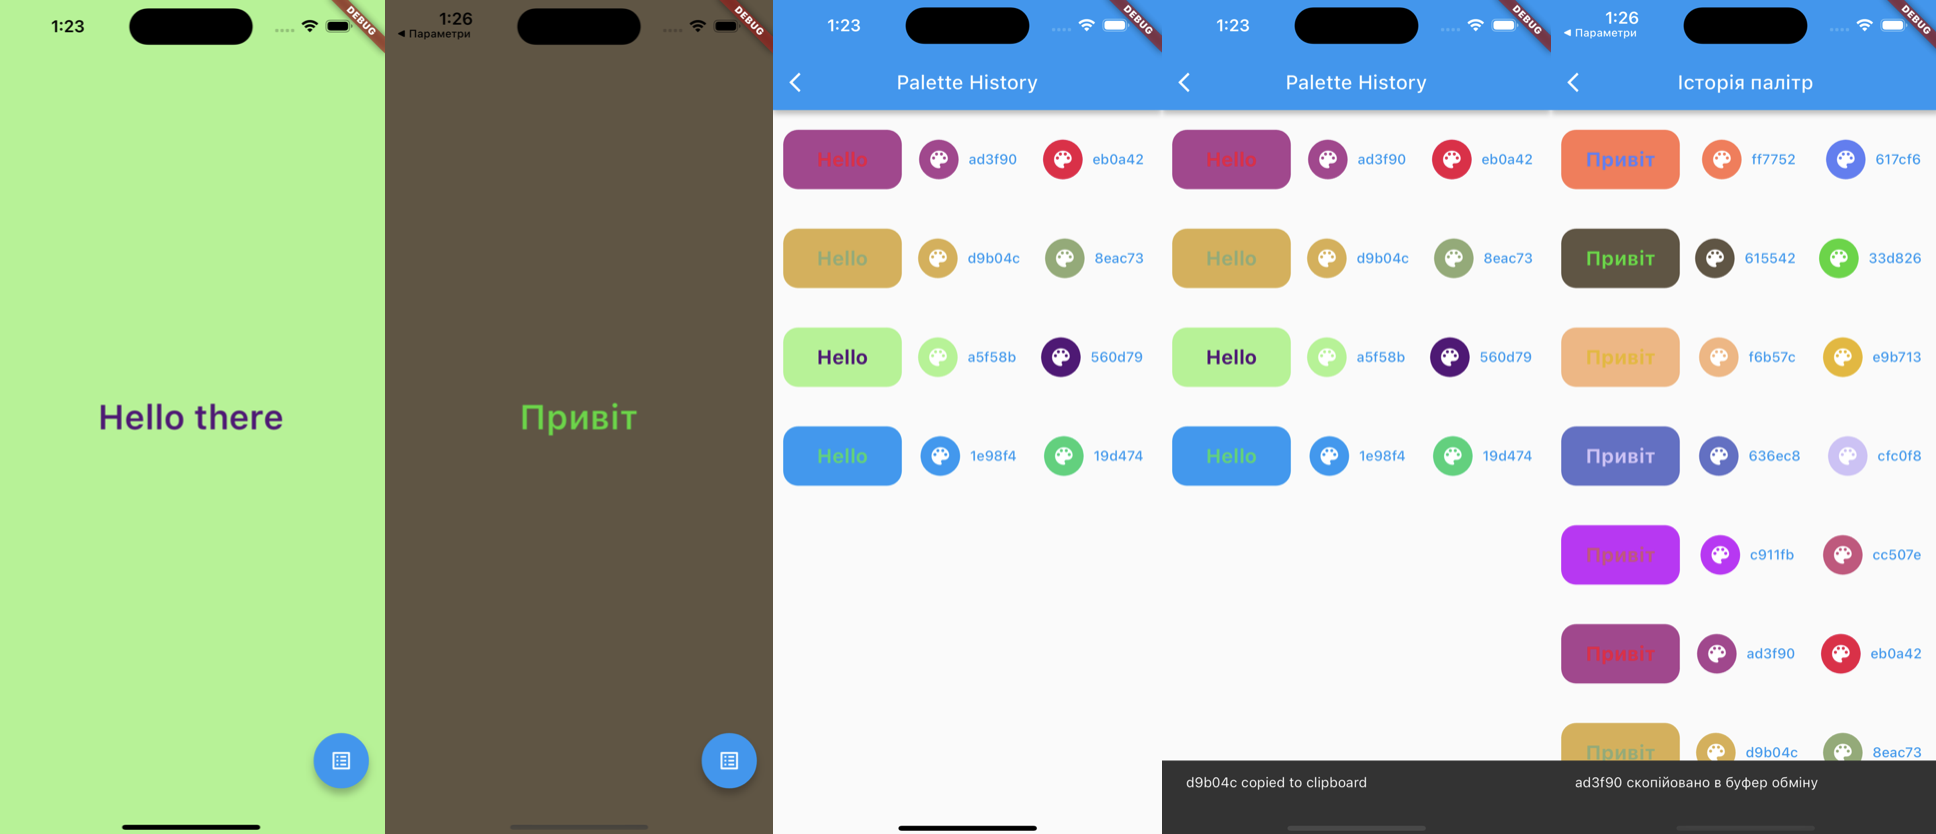 1:23
DEBUG
Hello there
1:26
◀ Параметри
DEBUG
Привіт
1:23
DEBUG
Palette History
Hello ad3f90 eb0a42
Hello d9b04c 8eac73
Hello a5f58b 560d79
Hello 1e98f4 19d474
1:23
DEBUG
Palette History
Hello ad3f90 eb0a42
Hello d9b04c 8eac73
Hello a5f58b 560d79
Hello 1e98f4 19d474
d9b04c copied to clipboard
1:26
◀ Параметри
DEBUG
Історія палітр
Привіт ff7752 617cf6
Привіт 615542 33d826
Привіт f6b57c e9b713
Привіт 636ec8 cfc0f8
Привіт c911fb cc507e
Привіт ad3f90 eb0a42
Привіт d9b04c 8eac73
ad3f90 скопійовано в буфер обміну